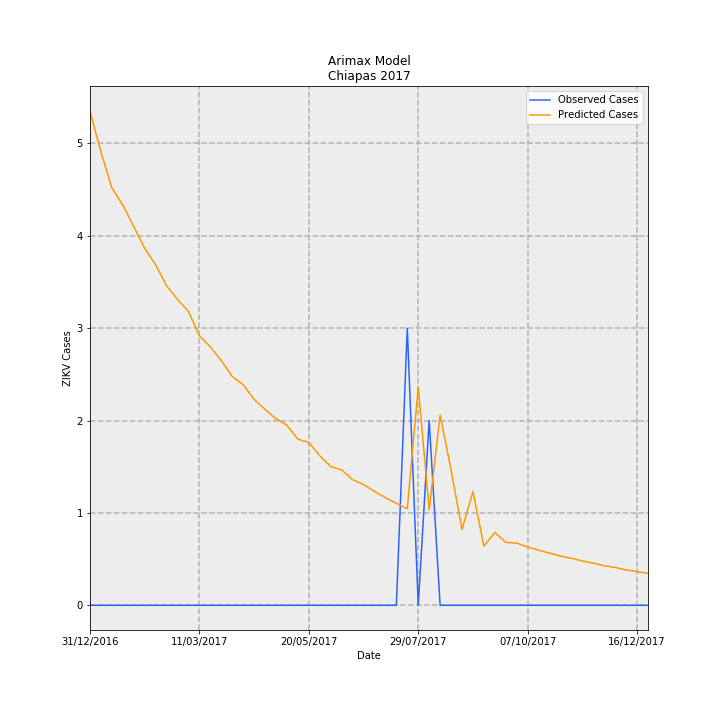 Arimax Model
Chiapas 2017
Observed Cases
Predicted Cases
ZIKV Cases
5
4
3
2
1
0
31/12/2016 11/03/2017 20/05/2017 29/07/2017 07/10/2017 16/12/2017
Date